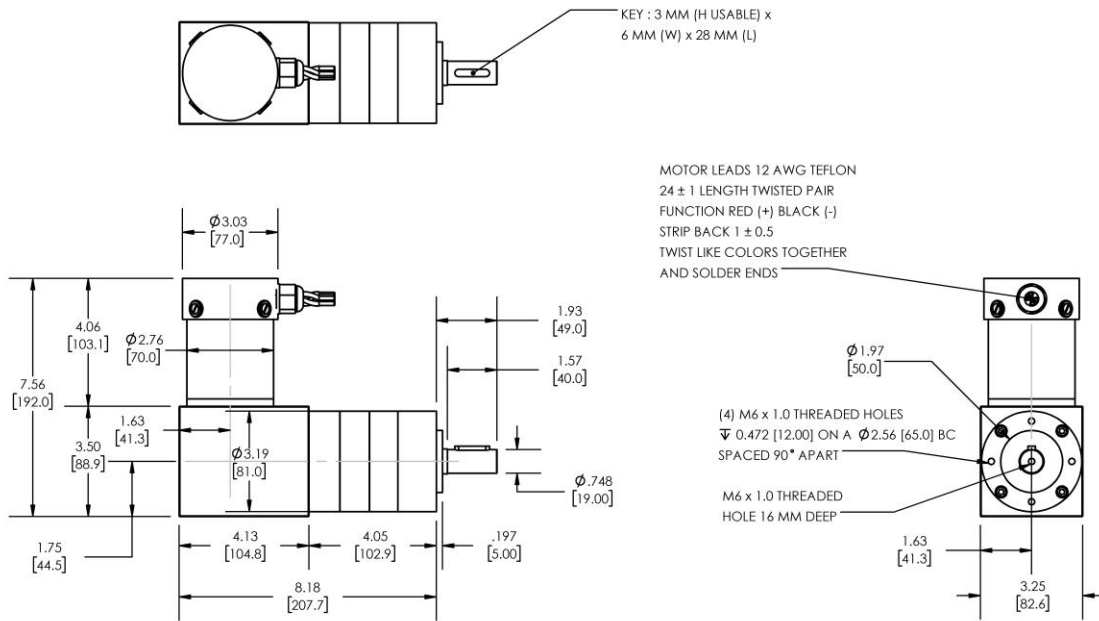 KEY : 3 MM (H USABLE) x
6 MM (W) x 28 MM (L)
MOTOR LEADS 12 AWG TEFLON
24 ± 1 LENGTH TWISTED PAIR
FUNCTION RED (+) BLACK (-)
STRIP BACK 1 ± 0.5
TWIST LIKE COLORS TOGETHER
AND SOLDER ENDS
Ø3.03
[77.0]
4.06
[103.1]
Ø2.76
[70.0]
7.56
[192.0]
1.63
[41.3]
3.50
[88.9]
Ø3.19
[81.0]
1.75
[44.5]
4.13
[104.8]
4.05
[102.9]
.197
[5.00]
8.18
[207.7]
1.93
[49.0]
1.57
[40.0]
Ø.748
[19.00]
Ø1.97
[50.0]
(4) M6 x 1.0 THREADED HOLES
↧ 0.472 [12.00] ON A Ø2.56 [65.0] BC
SPACED 90° APART
M6 x 1.0 THREADED
HOLE 16 MM DEEP
1.63
[41.3]
3.25
[82.6]